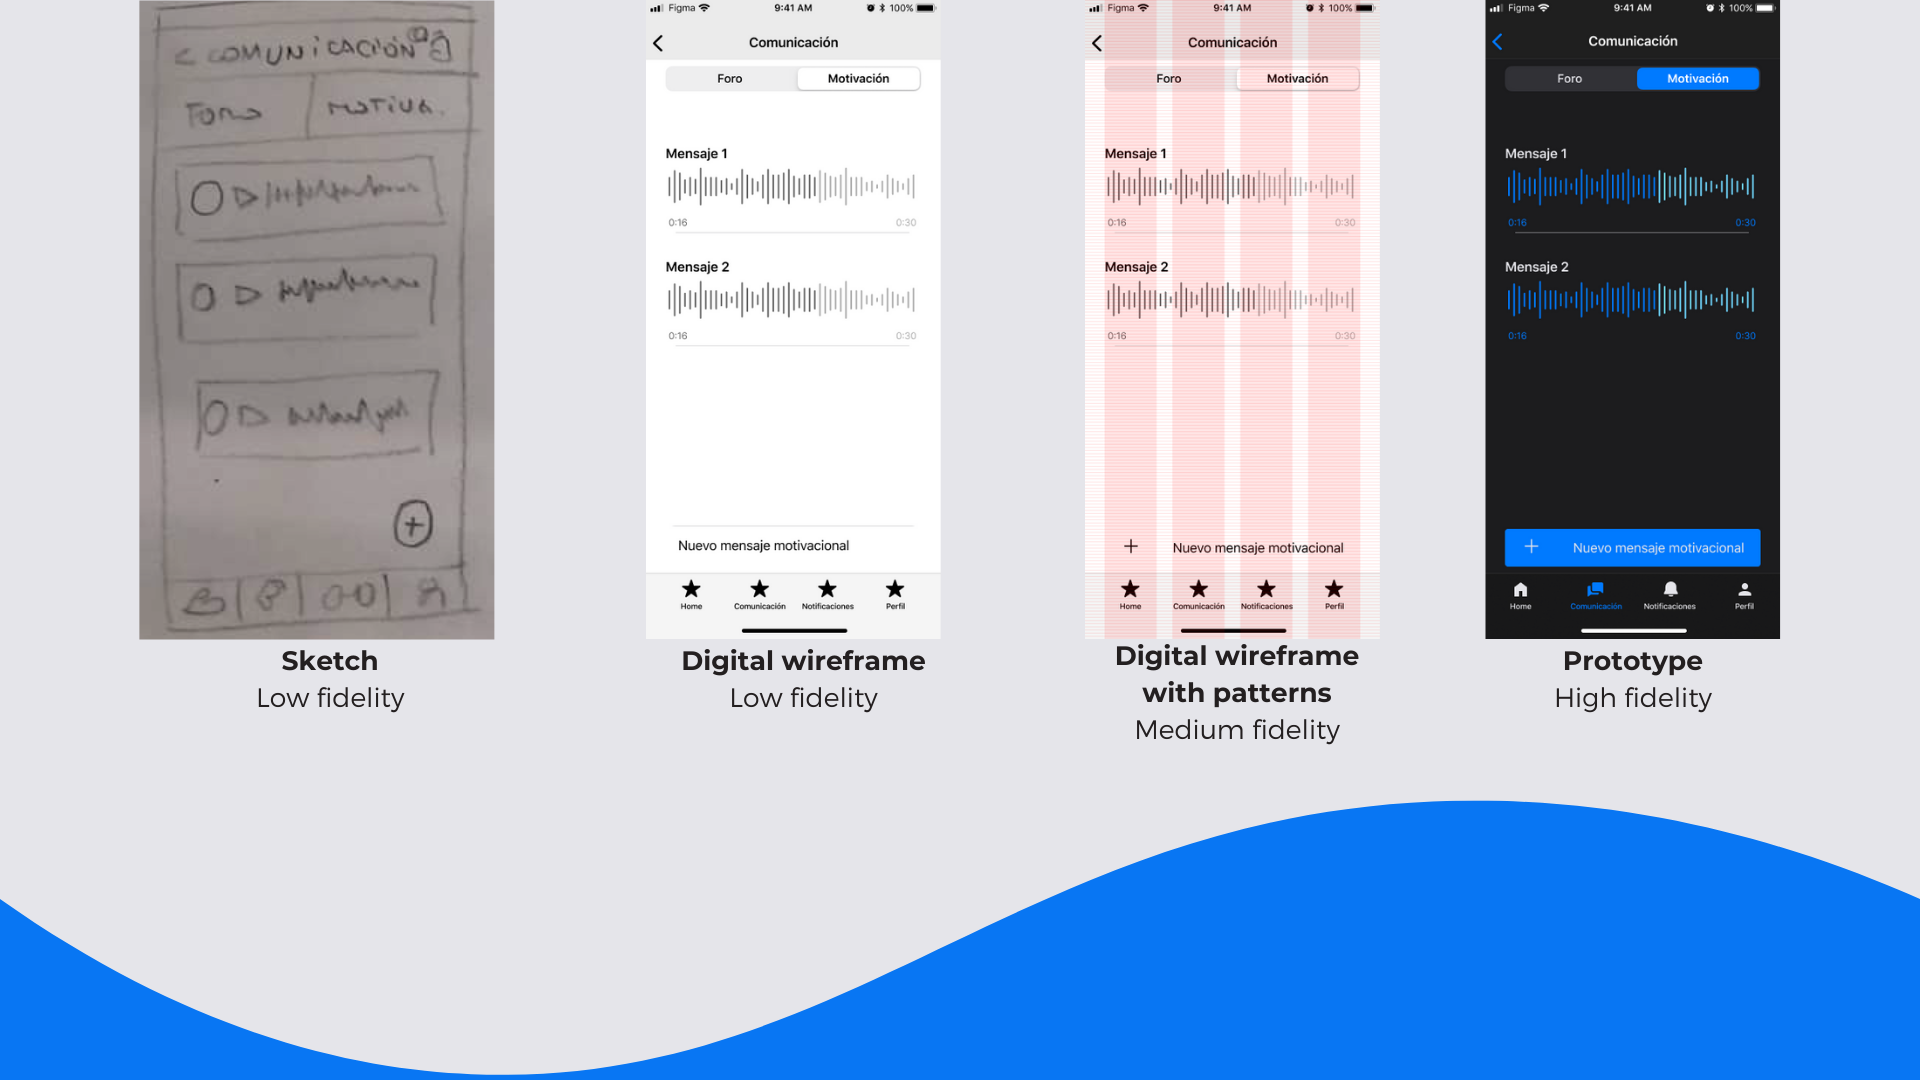 < COMUNICACIÓN
FORO
MOTIVA.
Sketch
Low fidelity
Figma 9:41 AM 100%
Comunicación
Foro Motivación
Mensaje 1
0:16 0:30
Mensaje 2
0:16 0:30
Nuevo mensaje motivacional
Home Comunicación Notificaciones Perfil
Digital wireframe
Low fidelity
Figma 9:41 AM 100%
Comunicación
Foro Motivación
Mensaje 1
0:16 0:30
Mensaje 2
0:16 0:30
+ Nuevo mensaje motivacional
Home Comunicación Notificaciones Perfil
Digital wireframe
with patterns
Medium fidelity
Figma 9:41 AM 100%
Comunicación
Foro Motivación
Mensaje 1
0:16 0:30
Mensaje 2
0:16 0:30
+ Nuevo mensaje motivacional
Home Comunicación Notificaciones Perfil
Prototype
High fidelity